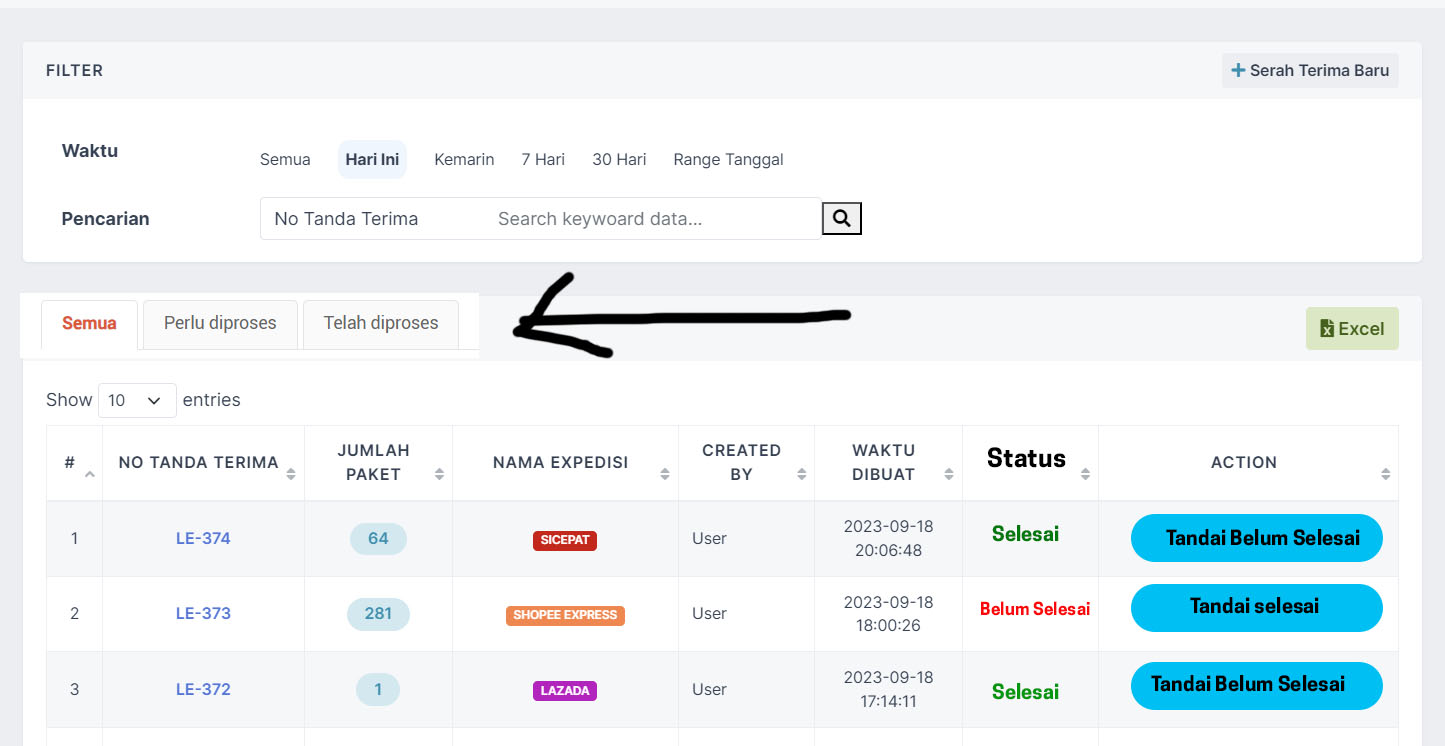 FILTER
+ Serah Terima Baru
Waktu
Semua Hari Ini Kemarin 7 Hari 30 Hari Range Tanggal
Pencarian
No Tanda Terima Search keywoard data...
Semua Perlu diproses Telah diproses
Excel
Show 10 entries
# NO TANDA TERIMA JUMLAH PAKET NAMA EXPEDISI CREATED BY WAKTU DIBUAT Status ACTION
1 LE-374 64 SICEPAT User 2023-09-18 20:06:48 Selesai Tandai Belum Selesai
2 LE-373 281 SHOPEE EXPRESS User 2023-09-18 18:00:26 Belum Selesai Tandai selesai
3 LE-372 1 LAZADA User 2023-09-18 17:14:11 Selesai Tandai Belum Selesai